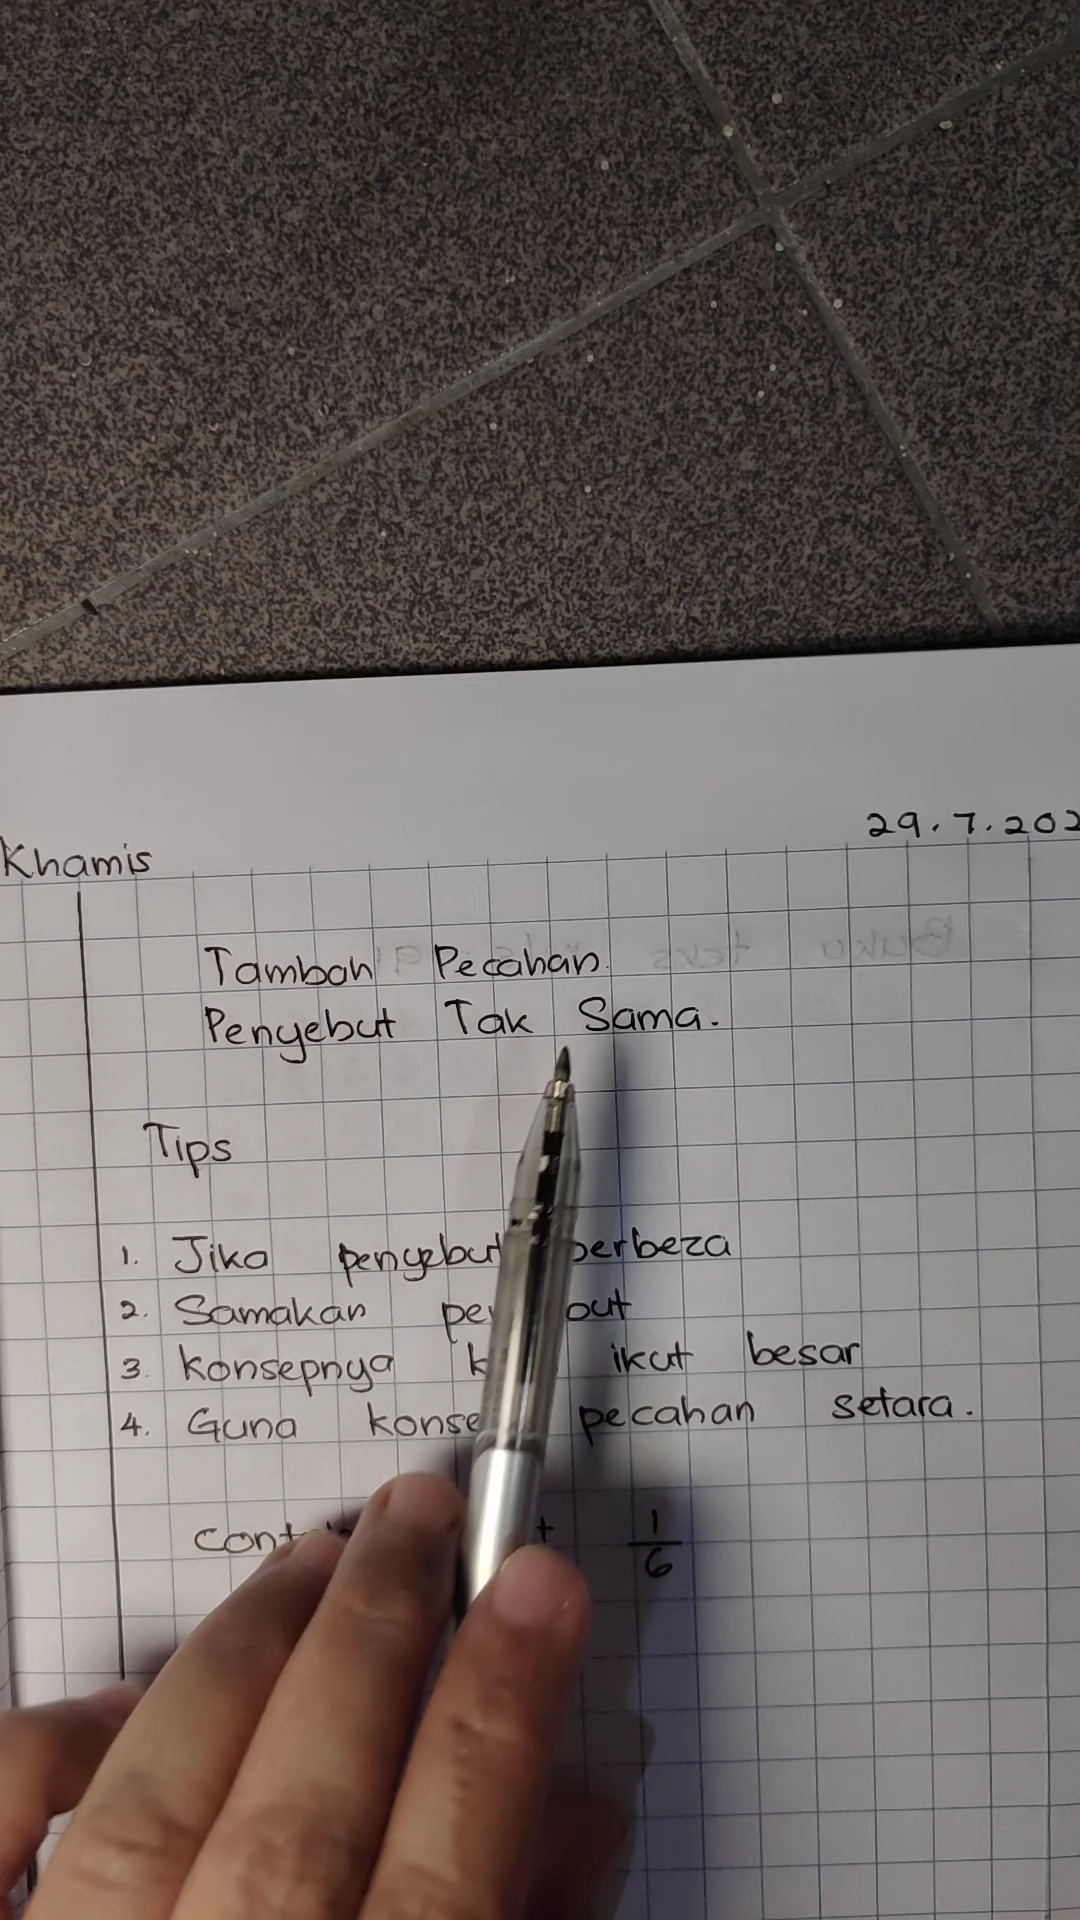 Khamis
29.7.202
Tambah Pecahan
Penyebut Tak Sama.
Tips
1. Jika penyebut berbeza
2. Samakan
3. Konsepnya ikut besar
4. Guna pecahan setara.
+ 1/6